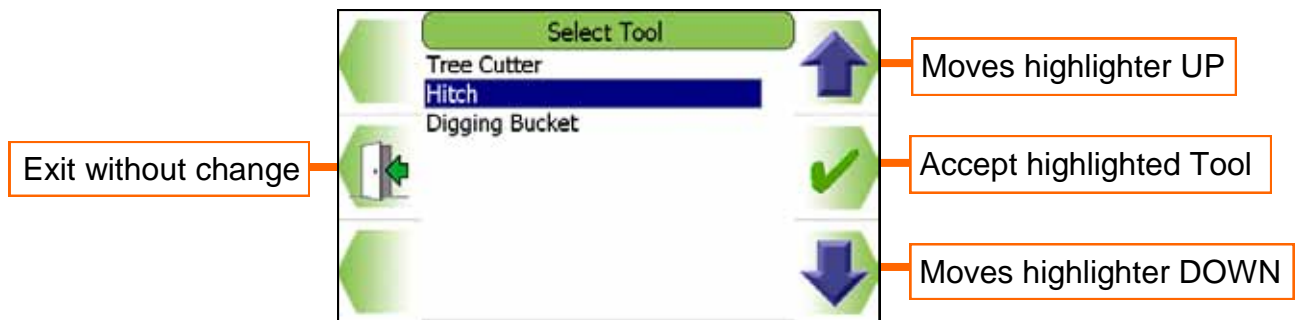 Select Tool
Tree Cutter
Hitch
Digging Bucket
Exit without change
Moves highlighter UP
Accept highlighted Tool
Moves highlighter DOWN